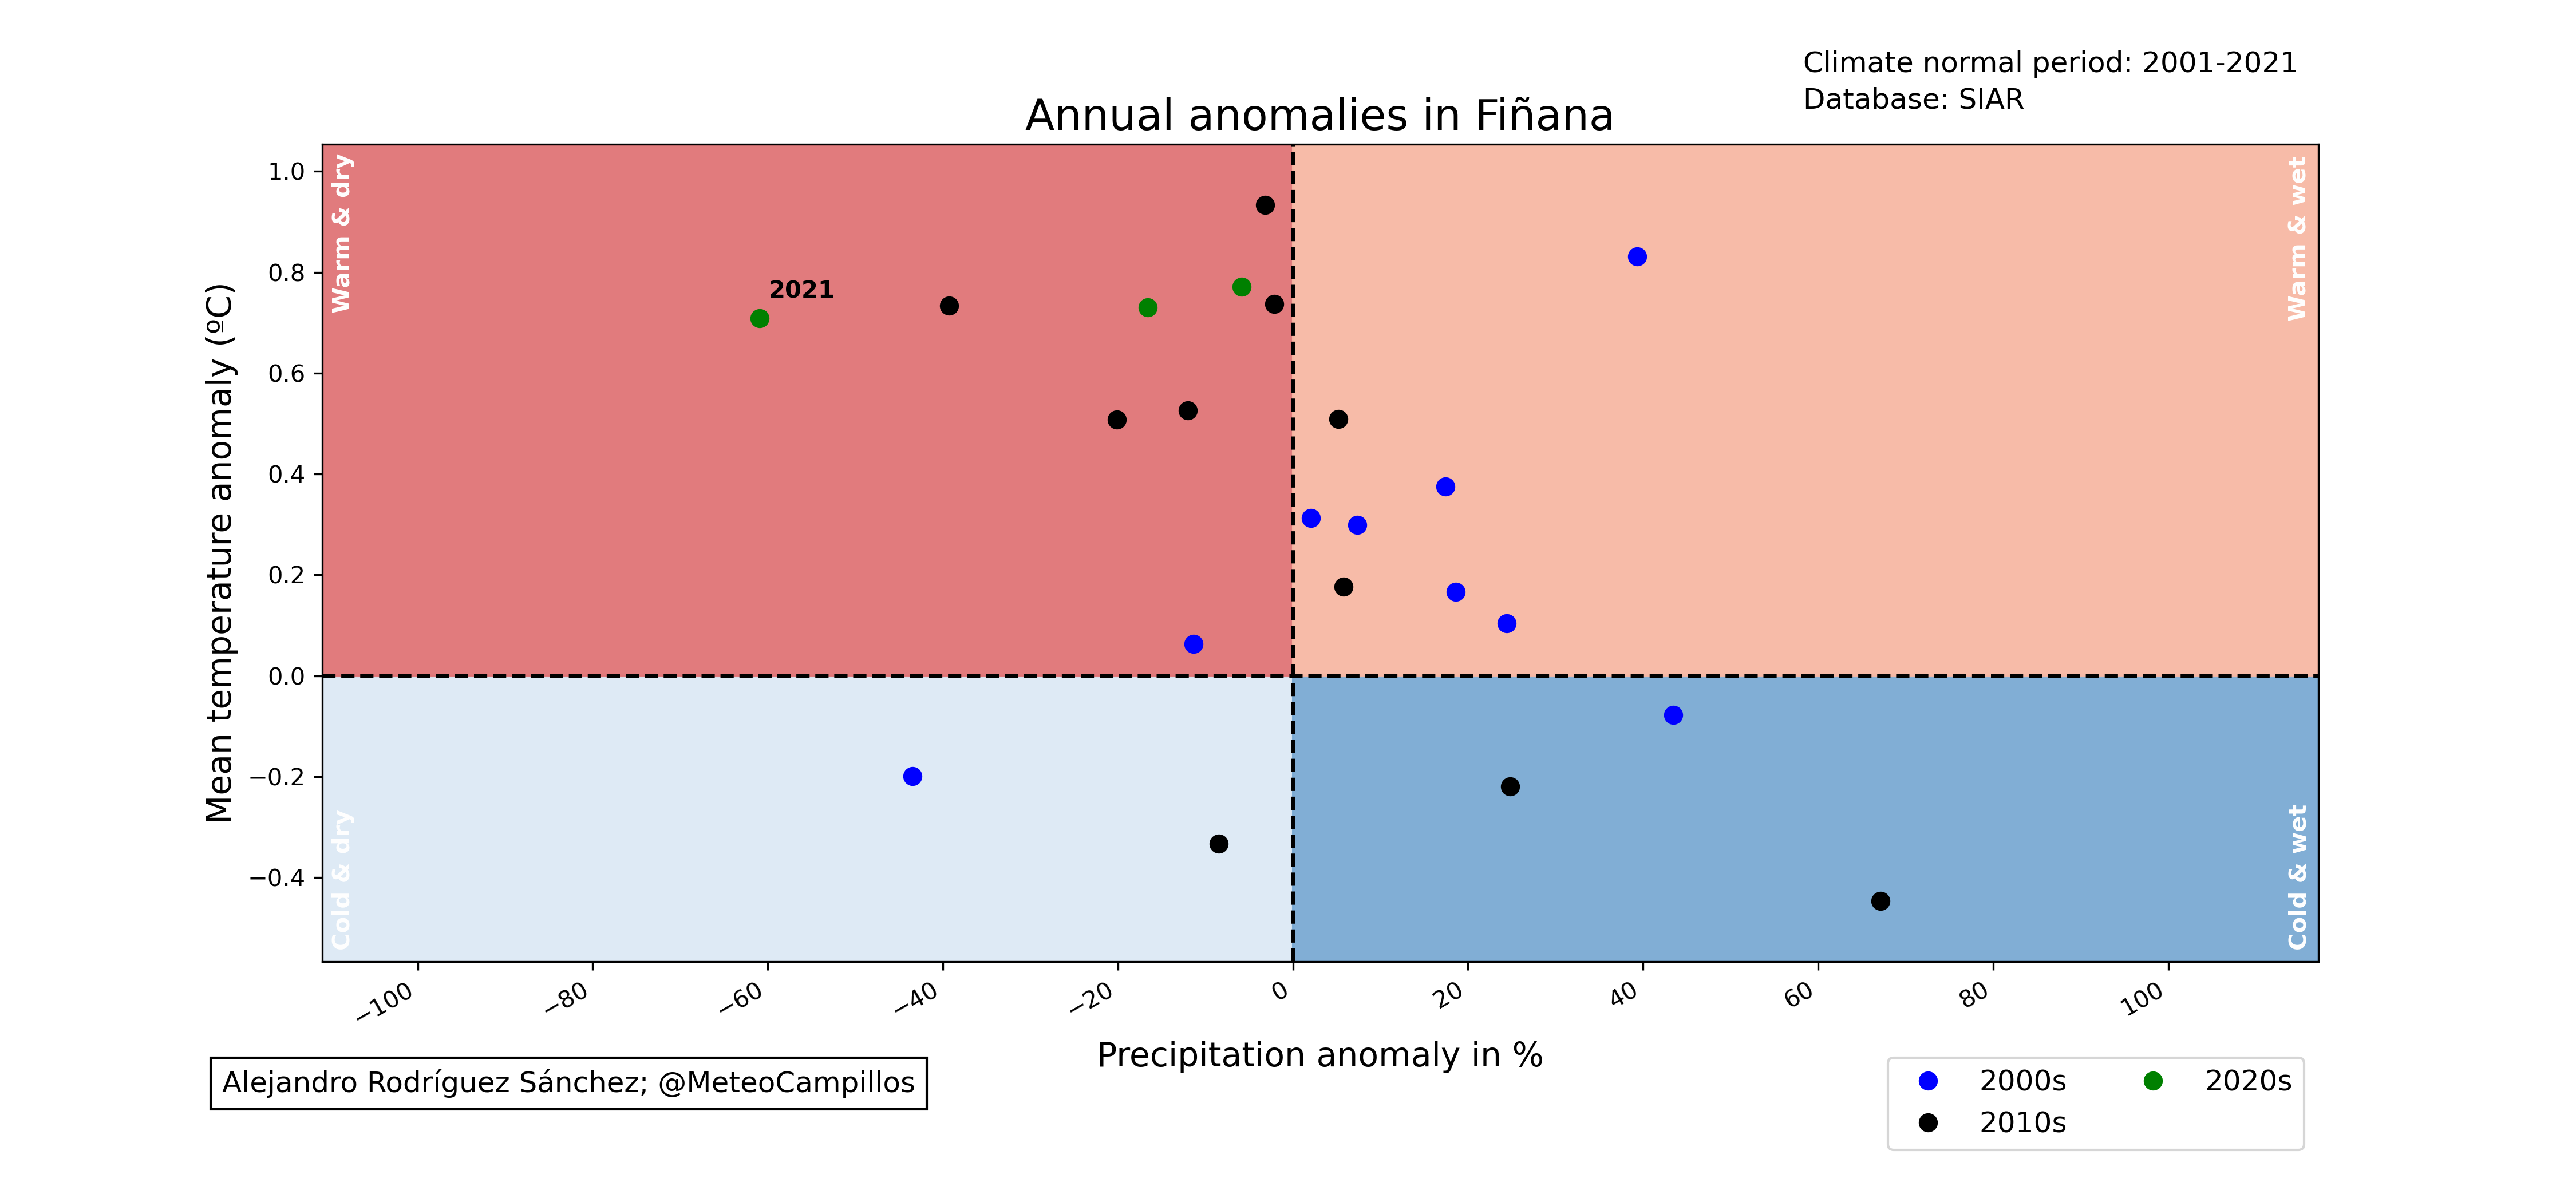 Climate normal period: 2001-2021
Database: SIAR
Annual anomalies in Fiñana
Mean temperature anomaly (ºC)
1.0
0.8
0.6
0.4
0.2
0.0
−0.2
−0.4
Warm & dry
Warm & wet
2021
Cold & dry
Cold & wet
−100
−80
−60
−40
−20
0
20
40
60
80
100
Precipitation anomaly in %
Alejandro Rodríguez Sánchez; @MeteoCampillos
2000s
2010s
2020s